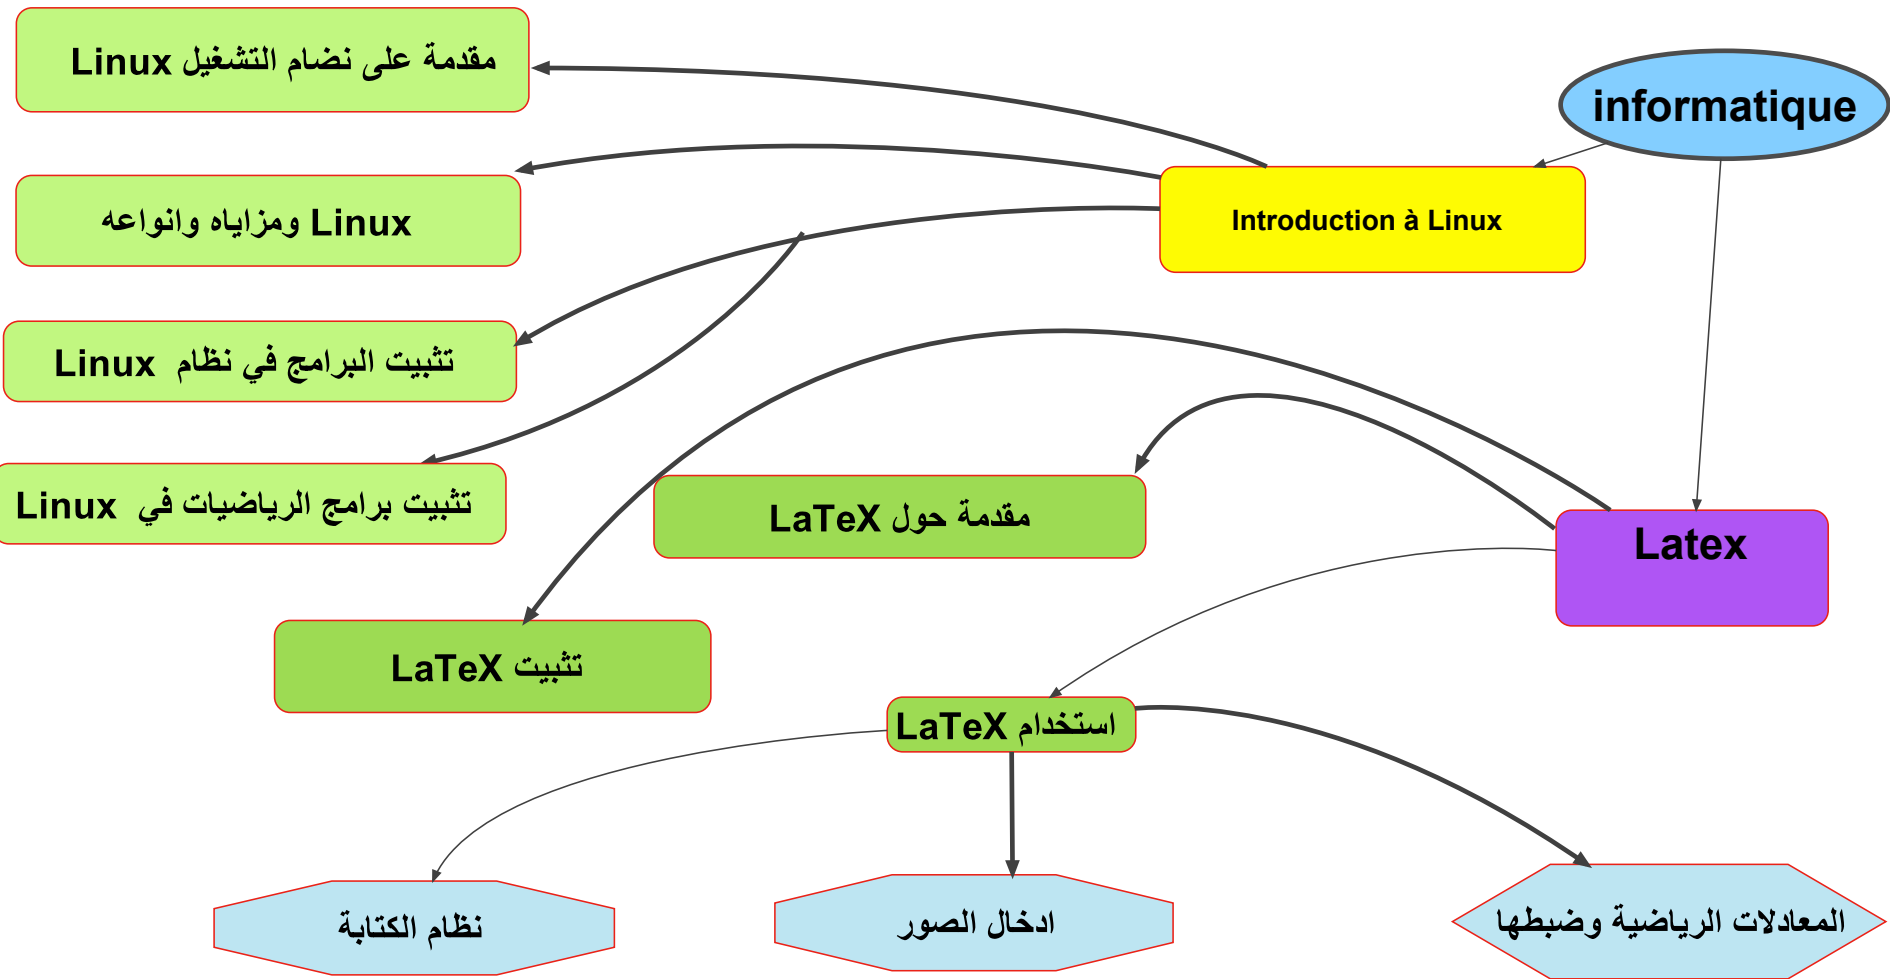 informatique
Introduction à Linux
مقدمة على نضام التشغيل Linux
Linux ومزاياه وانواعه
تثبيت البرامج في نظام Linux
تثبيت برامج الرياضيات في Linux
Latex
مقدمة حول LaTeX
تثبيت LaTeX
استخدام LaTeX
المعادلات الرياضية وضبطها
ادخال الصور
نظام الكتابة